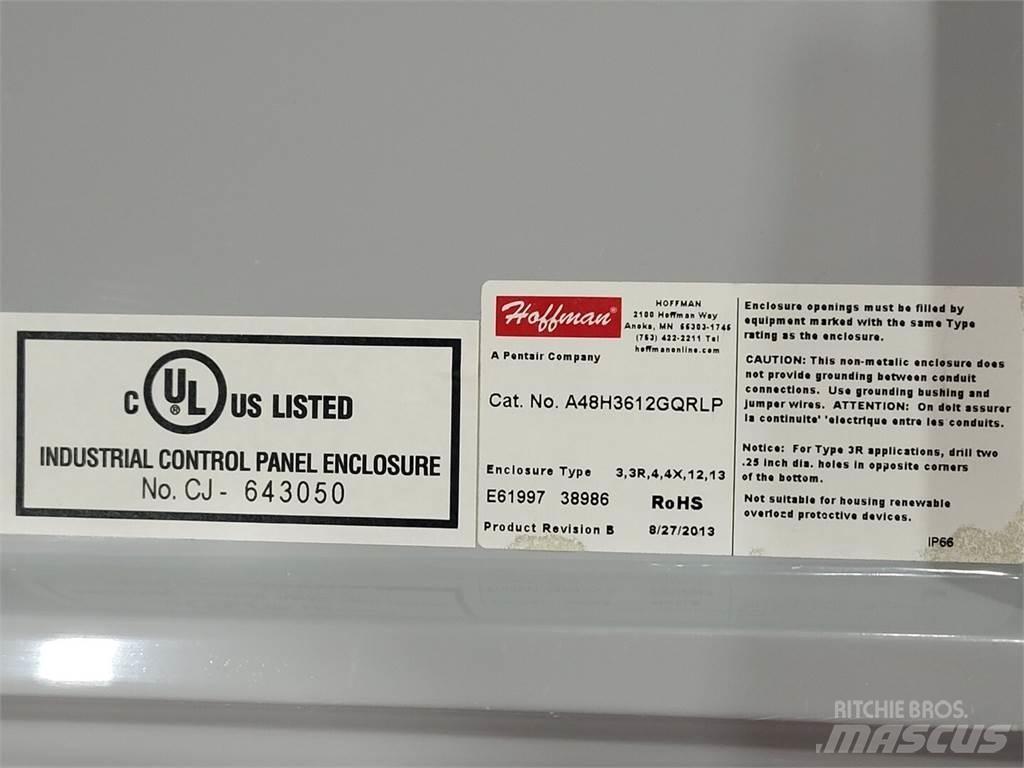 C UL ® US LISTED
INDUSTRIAL CONTROL PANEL ENCLOSURE
No. CJ - 643050
Hoffman®
A Pentair Company
HOFFMAN
2100 Hoffman Way
Anoka, MN 55303-1745
(763) 422-2211 Tel
hoffmanonline.com
Cat. No. A48H3612GQRLP
Enclosure Type 3,3R,4,4X,12,13
E61997 38986 RoHS
Product Revision B 8/27/2013
Enclosure openings must be filled by
equipment marked with the same Type
rating as the enclosure.
CAUTION: This non-metalic enclosure does
not provide grounding between conduit
connections. Use grounding bushing and
jumper wires. ATTENTION: On doit assurer
la continuite' 'electrique entre les conduits.
Notice: For Type 3R applications, drill two
.25 inch dia. holes in opposite corners
of the bottom.
Not suitable for housing renewable
overload protective devices.
IP66
RITCHIE BROS.
MASCUS